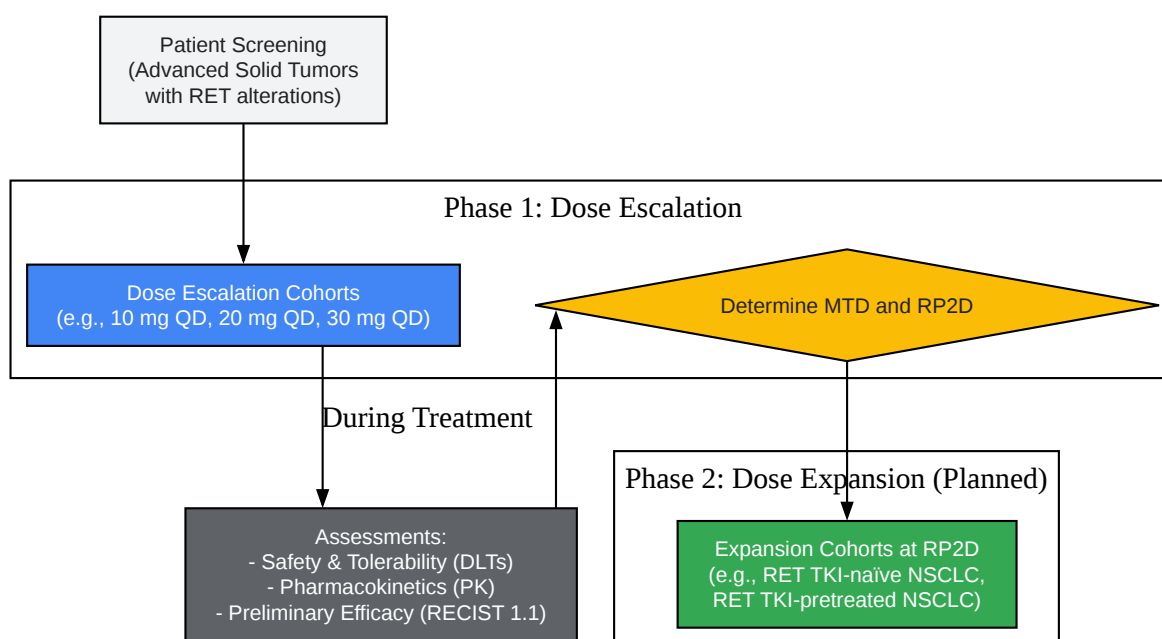 Patient Screening
(Advanced Solid Tumors
with RET alterations)
Phase 1: Dose Escalation
Dose Escalation Cohorts
(e.g., 10 mg QD, 20 mg QD, 30 mg QD)
Determine MTD and RP2D
During Treatment
Assessments:
- Safety & Tolerability (DLTs)
- Pharmacokinetics (PK)
- Preliminary Efficacy (RECIST 1.1)
Phase 2: Dose Expansion (Planned)
Expansion Cohorts at RP2D
(e.g., RET TKI-naïve NSCLC,
RET TKI-pretreated NSCLC)